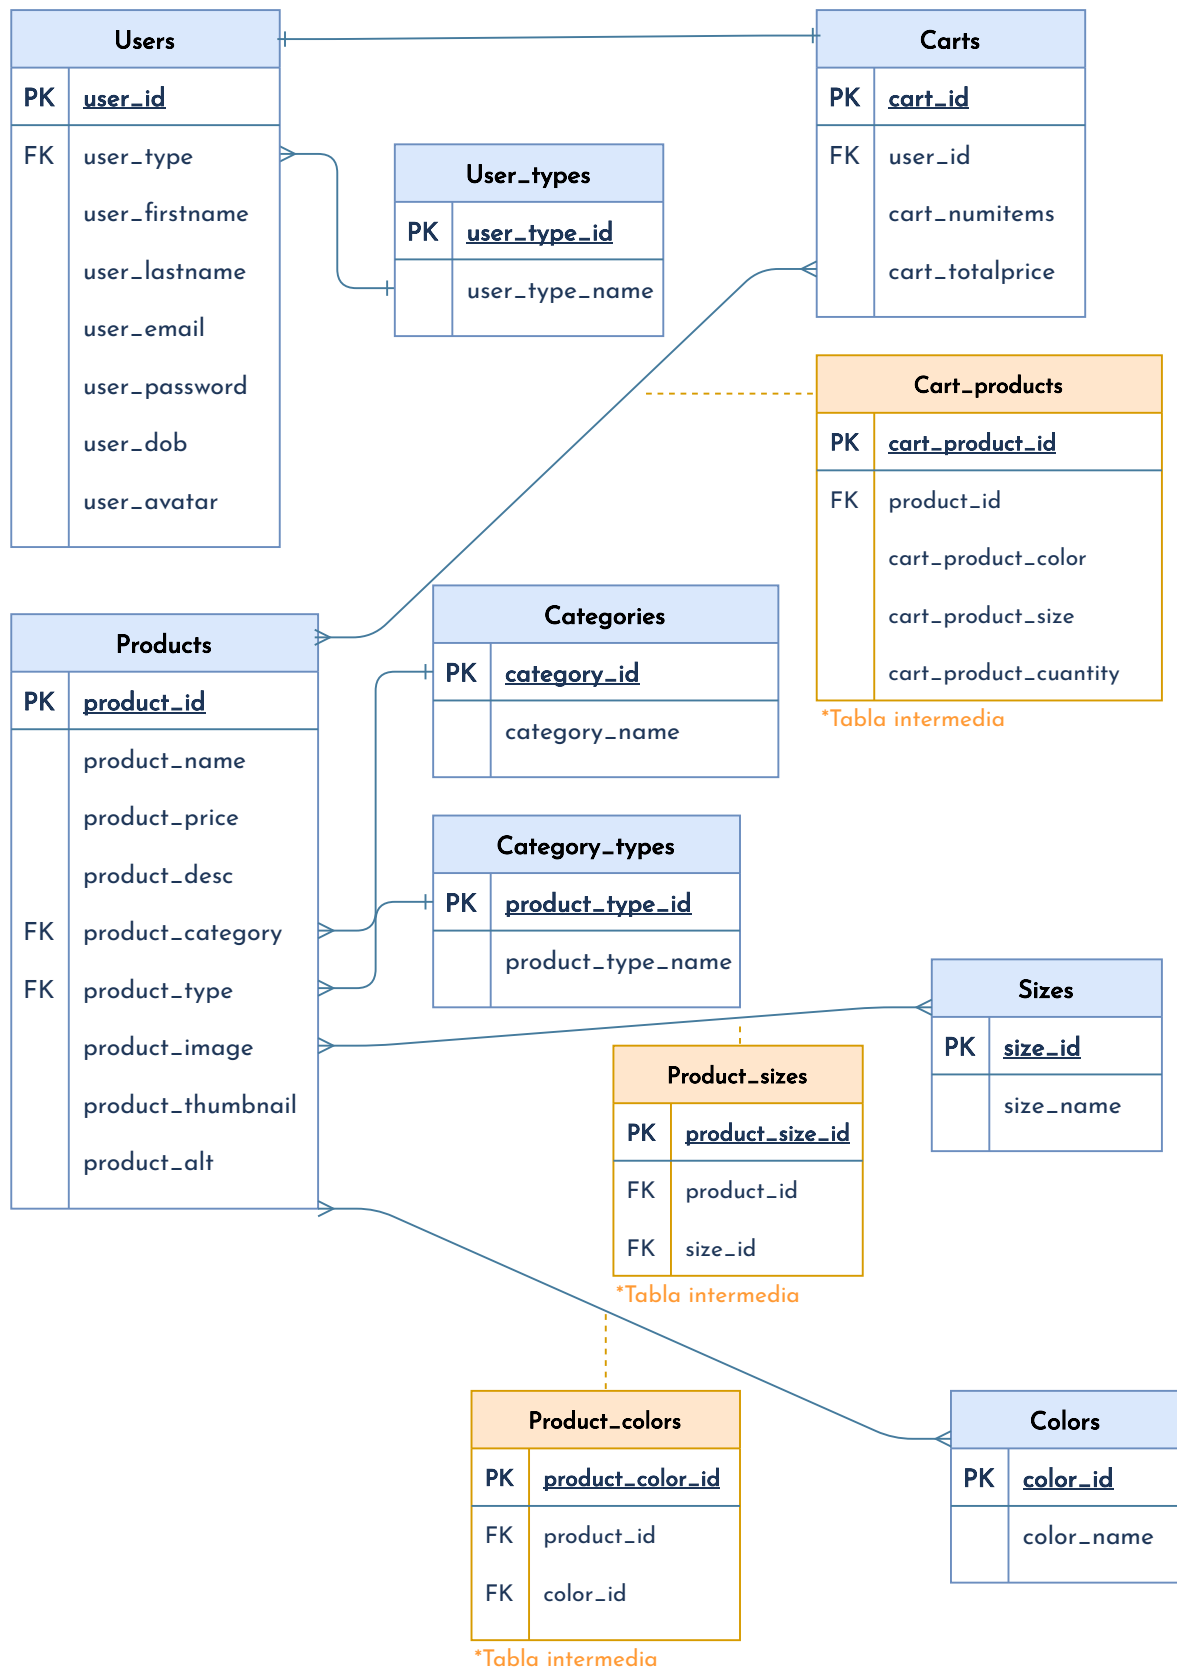 Users
PK user_id
FK user_type
user_firstname
user_lastname
user_email
user_password
user_dob
user_avatar
User_types
PK user_type_id
user_type_name
Carts
PK cart_id
FK user_id
cart_numitems
cart_totalprice
Cart_products
PK cart_product_id
FK product_id
cart_product_color
cart_product_size
cart_product_cuantity
*Tabla intermedia
Products
PK product_id
product_name
product_price
product_desc
FK product_category
FK product_type
product_image
product_thumbnail
product_alt
Categories
PK category_id
category_name
Category_types
PK product_type_id
product_type_name
Sizes
PK size_id
size_name
Product_sizes
PK product_size_id
FK product_id
FK size_id
*Tabla intermedia
Product_colors
PK product_color_id
FK product_id
FK color_id
*Tabla intermedia
Colors
PK color_id
color_name